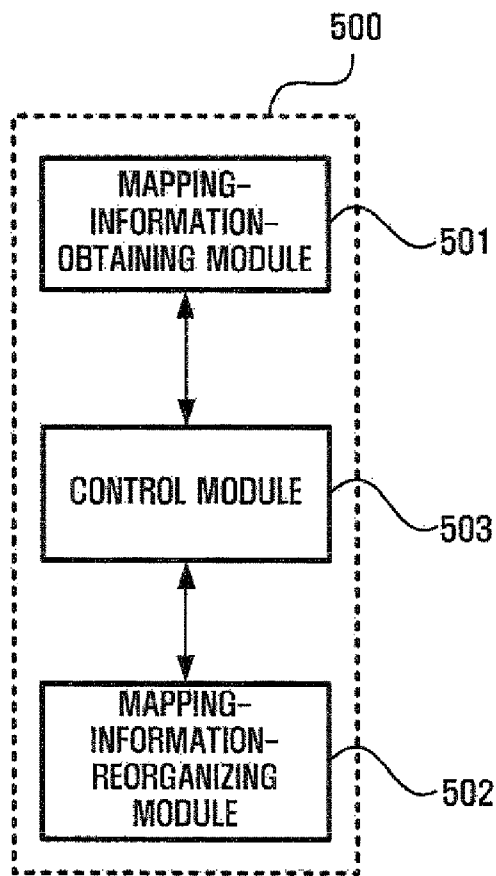 500
MAPPING-
INFORMATION-
OBTAINING MODULE
501
CONTROL MODULE
503
MAPPING-
INFORMATION-
REORGANIZING
MODULE
502